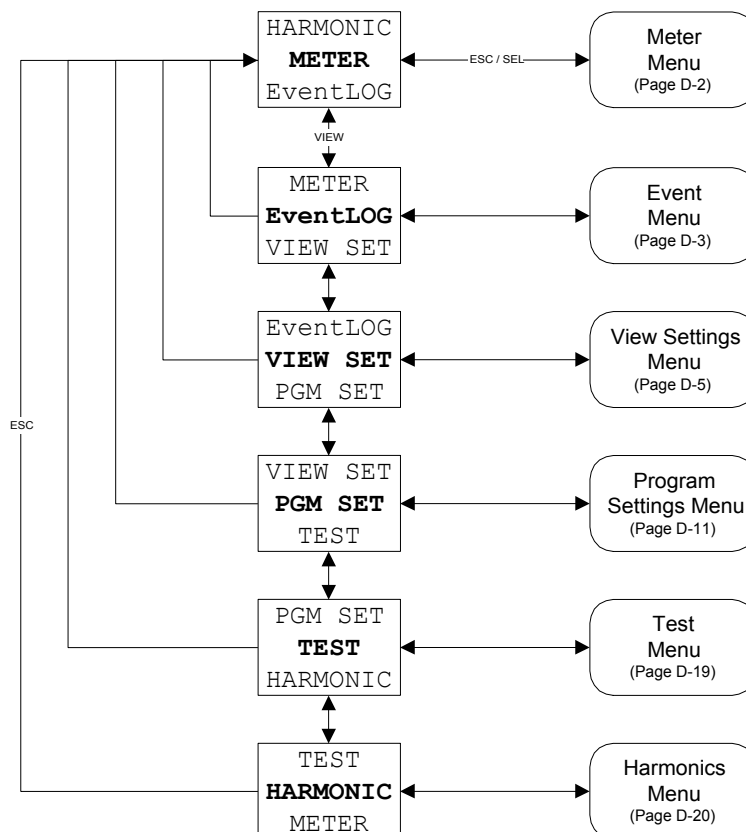 HARMONIC
METER
EventLOG
ESC / SEL
Meter
Menu
(Page D-2)
VIEW
METER
EventLOG
VIEW SET
Event
Menu
(Page D-3)
EventLOG
VIEW SET
PGM SET
View Settings
Menu
(Page D-5)
ESC
VIEW SET
PGM SET
TEST
Program
Settings Menu
(Page D-11)
PGM SET
TEST
HARMONIC
Test
Menu
(Page D-19)
TEST
HARMONIC
METER
Harmonics
Menu
(Page D-20)